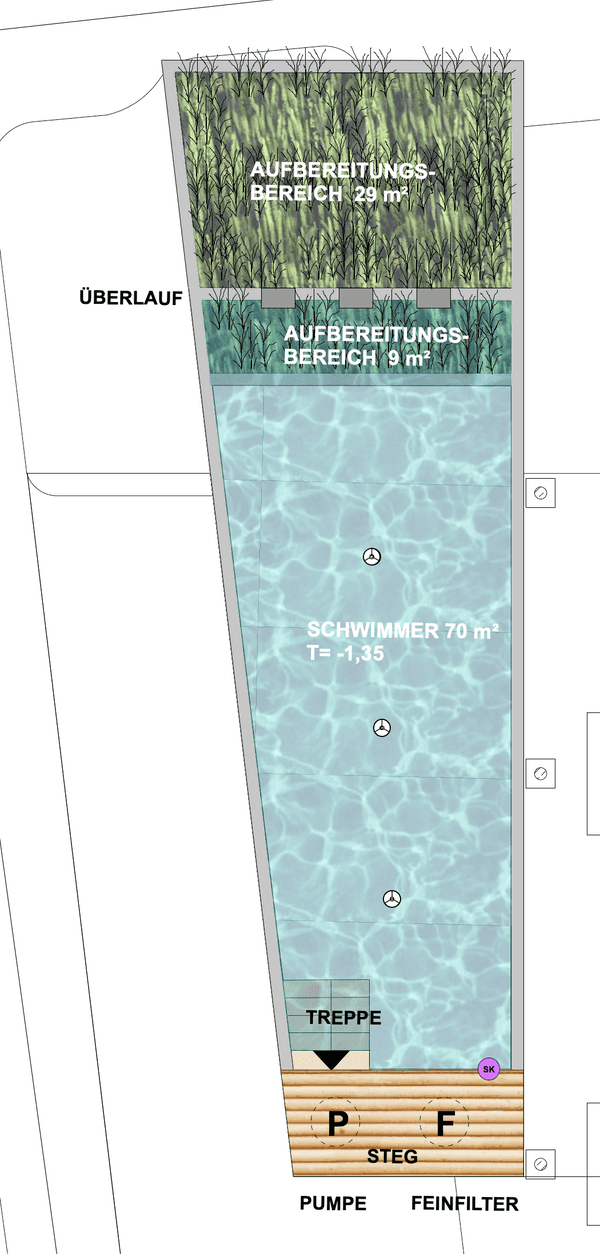 AUFBEREITUNGS-
BEREICH 29 m²
ÜBERLAUF
AUFBEREITUNGS-
BEREICH 9 m²
SCHWIMMER 70 m²
T= -1,35
TREPPE
SK
P F
STEG
PUMPE FEINFILTER